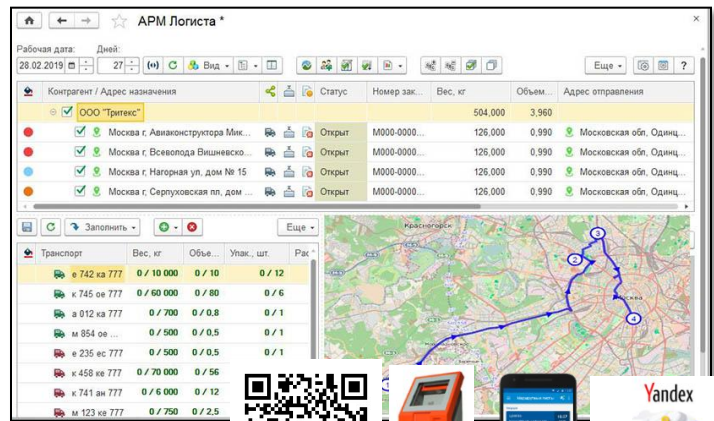 АРМ Логиста *
Рабочая дата: Дней:
28.02.2019 27 Вид Еще ?
Контрагент / Адрес назначения Статус Номер зак... Вес, кг Объем... Адрес отправления
ООО "Тритекс" 504,000 3,960
Москва г, Авиаконструктора Мик... Открыт М000-0000... 126,000 0,990 Московская обл, Одинц...
Москва г, Всеволода Вишневско... Открыт М000-0000... 126,000 0,990 Московская обл, Одинц...
Москва г, Нагорная ул, дом № 15 Открыт М000-0000... 126,000 0,990 Московская обл, Одинц...
Москва г, Серпуховская пл, дом ... Открыт М000-0000... 126,000 0,990 Московская обл, Одинц...
Заполнить Еще
Транспорт Вес, кг Объе... Упак., шт. Рас
е 742 ка 777 0 / 10 000 0 / 10 0 / 12
к 745 ое 777 0 / 60 000 0 / 80 0 / 6
а 012 ка 777 0 / 700 0 / 0,8 0 / 1
м 854 ое ... 0 / 500 0 / 0,5 0 / 1
е 235 ес 777 0 / 500 0 / 0,5 0 / 1
к 458 ке 777 0 / 70 000 0 / 56
к 741 ан 777 0 / 6 000 0 / 12
м 123 ке 777 0 / 750 0 / 2,5
Красногорск
3
2
Москва
4
Yandex